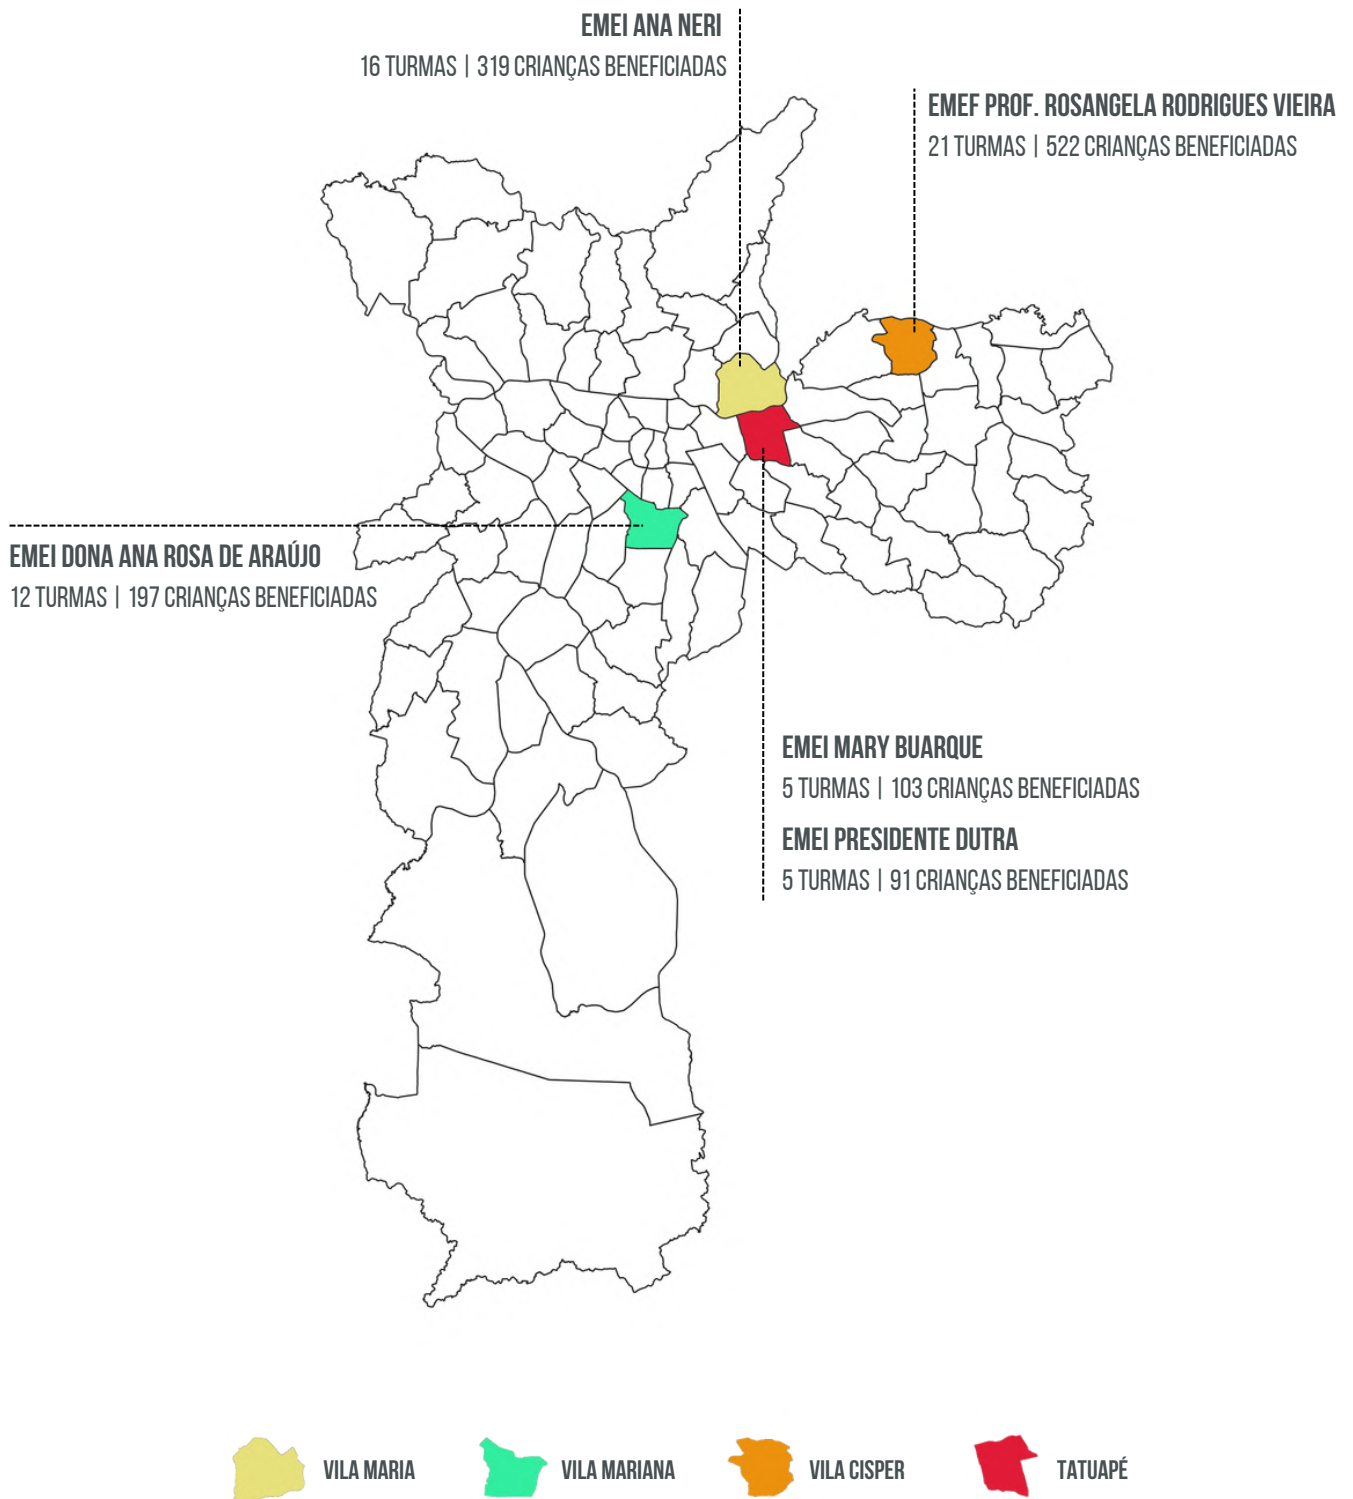 EMEI ANA NERI
16 TURMAS | 319 CRIANÇAS BENEFICIADAS
EMEF PROF. ROSANGELA RODRIGUES VIEIRA
21 TURMAS | 522 CRIANÇAS BENEFICIADAS
EMEI DONA ANA ROSA DE ARAÚJO
12 TURMAS | 197 CRIANÇAS BENEFICIADAS
EMEI MARY BUARQUE
5 TURMAS | 103 CRIANÇAS BENEFICIADAS
EMEI PRESIDENTE DUTRA
5 TURMAS | 91 CRIANÇAS BENEFICIADAS
VILA MARIA
VILA MARIANA
VILA CISPER
TATUAPÉ